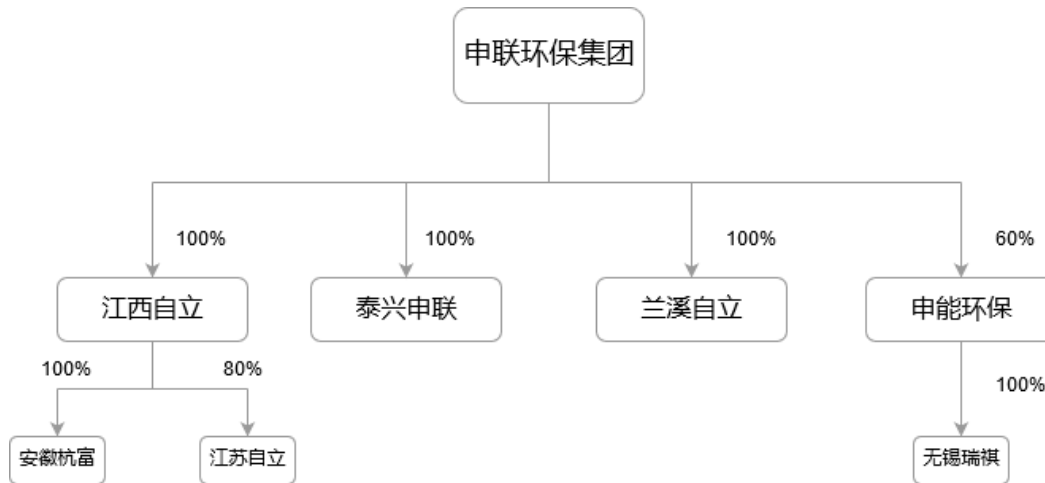 申联环保集团
100%
100%
100%
60%
江西自立
泰兴申联
兰溪自立
申能环保
100%
80%
100%
安徽杭富
江苏自立
无锡瑞祺